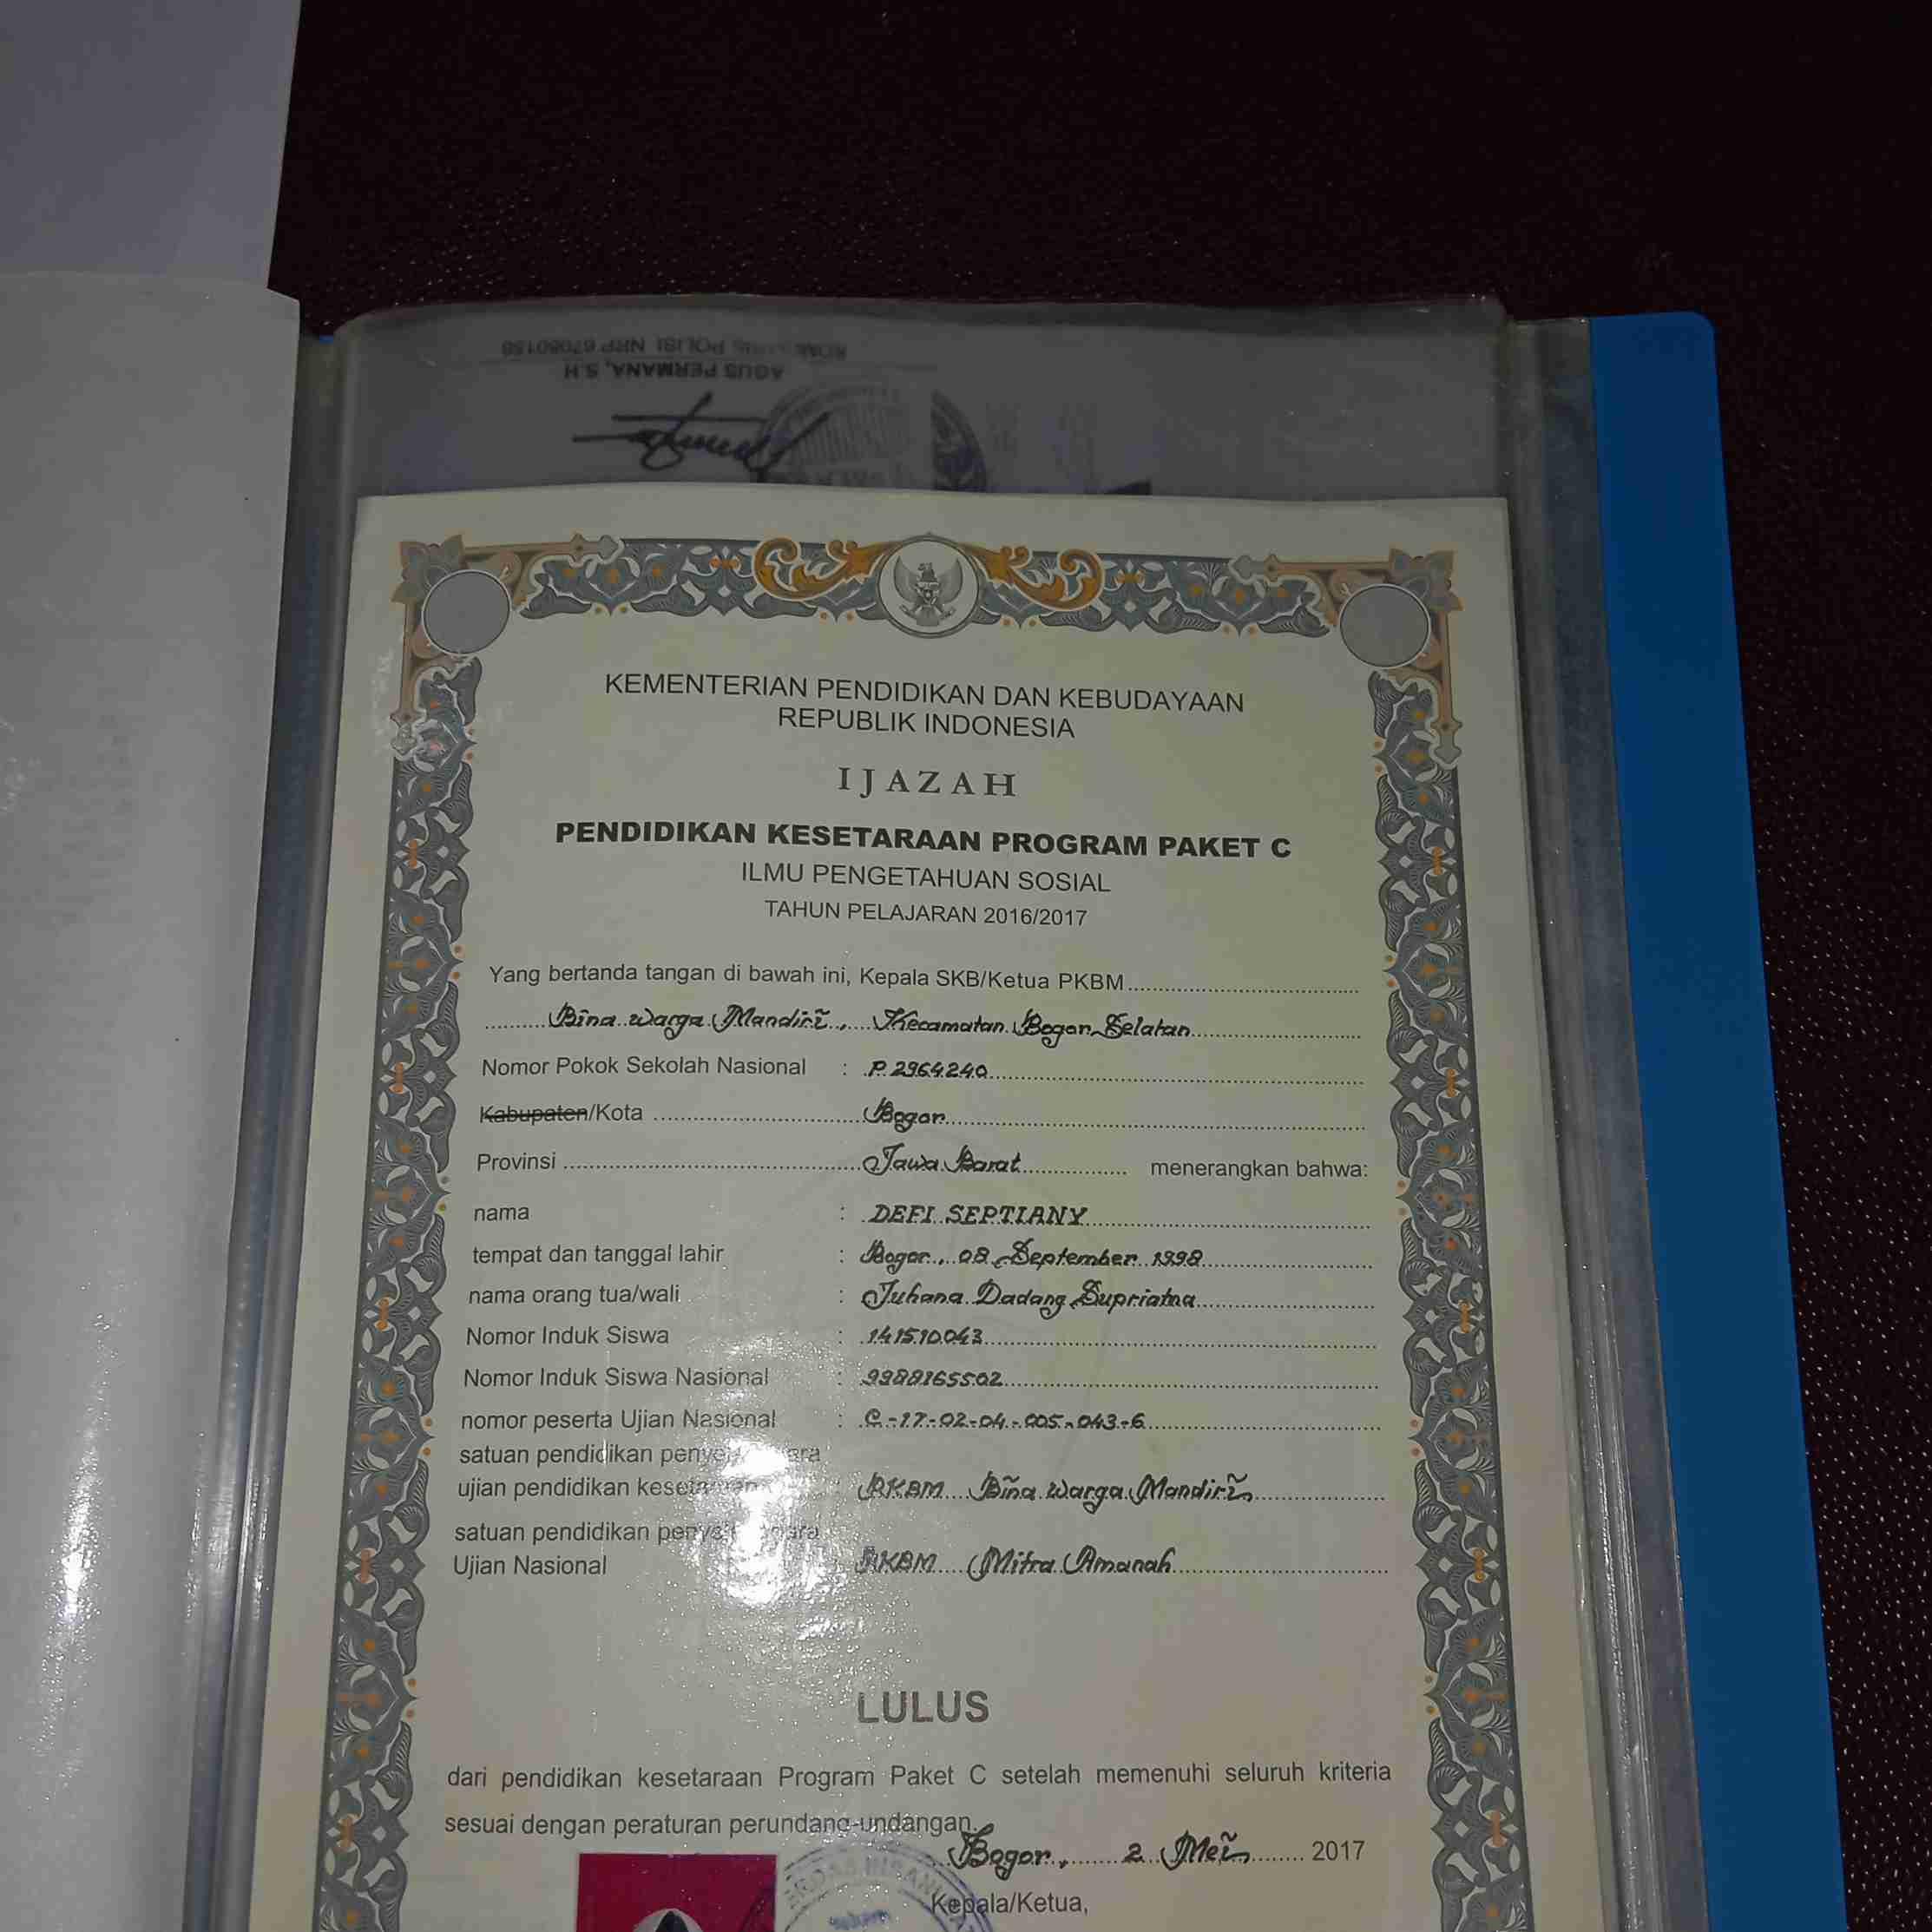 AGUS PERMANA, S.H
POLISI NRP 67080158
KEMENTERIAN PENDIDIKAN DAN KEBUDAYAAN
REPUBLIK INDONESIA
IJAZAH
PENDIDIKAN KESETARAAN PROGRAM PAKET C
ILMU PENGETAHUAN SOSIAL
TAHUN PELAJARAN 2016/2017
Yang bertanda tangan di bawah ini, Kepala SKB/Ketua PKBM
Bina Warga Mandiri, Kecamatan Bogor Selatan
Nomor Pokok Sekolah Nasional : P 2964240
Kabupaten/Kota Bogor
Provinsi Jawa Barat menerangkan bahwa:
nama : DEFI SEPTIANY
tempat dan tanggal lahir : Bogor, 08 September 1998
nama orang tua/wali : Juhana Dadang Supriatna
Nomor Induk Siswa : 141510043
Nomor Induk Siswa Nasional : 9988165502
nomor peserta Ujian Nasional : C-17-02-04-005-043-6
satuan pendidikan
ujian pendidikan kesetaraan : PKBM Bina Warga Mandiri
satuan pendidikan
Ujian Nasional PKBM Mitra Amanah
LULUS
dari pendidikan kesetaraan Program Paket C setelah memenuhi seluruh kriteria
sesuai dengan peraturan perundang-undangan.
Bogor, 2 Mei 2017
Kepala/Ketua,